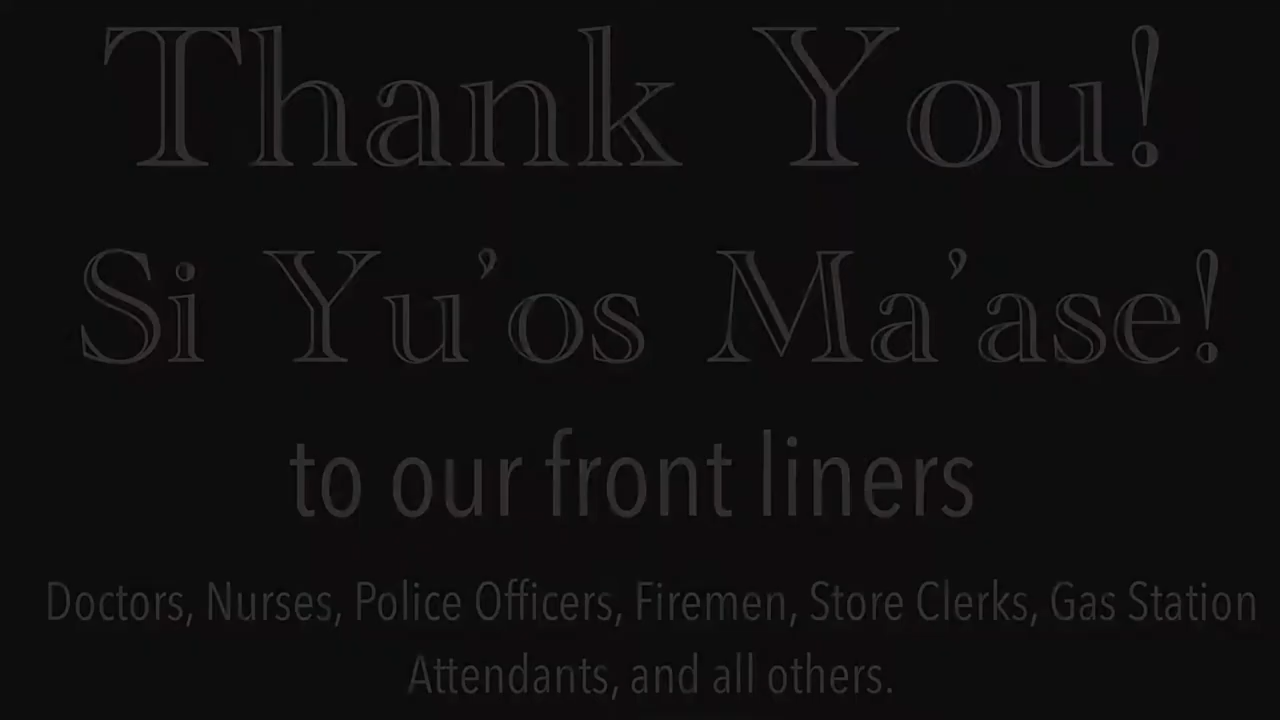 Thank You!
Si Yu’os Ma’ase!
to our front liners
Doctors, Nurses, Police Officers, Firemen, Store Clerks, Gas Station
Attendants, and all others.